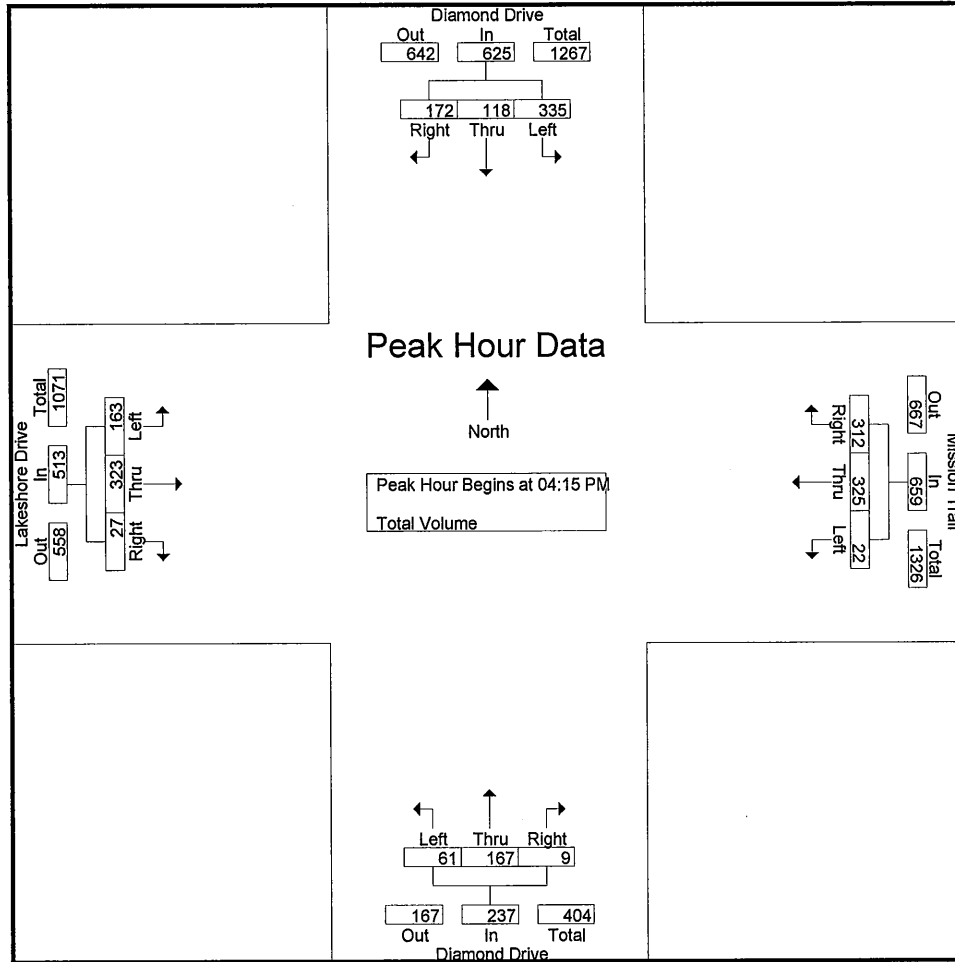 Diamond Drive
Out In Total
642 625 1267
172 118 335
Right Thru Left
Peak Hour Data
North
Peak Hour Begins at 04:15 PM
Total Volume
Lakeshore Drive
Out In Total
558 513 1071
27 323 163
Right Thru Left
Mission Trail
Out In Total
667 659 1326
312 325 22
Right Thru Left
Left Thru Right
61 167 9
167 237 404
Out In Total
Diamond Drive